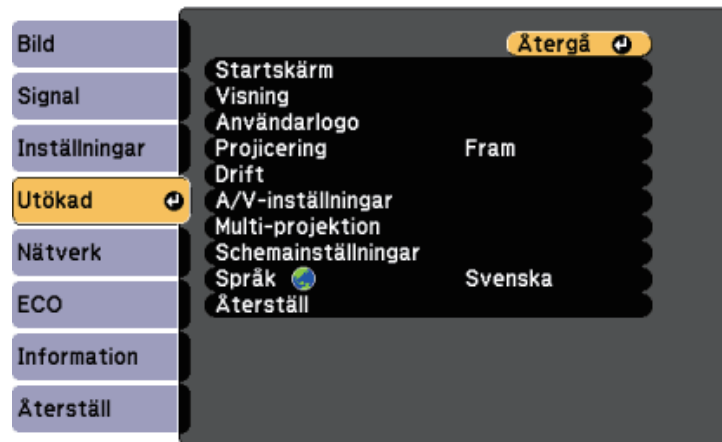 Bild
Signal
Inställningar
Utökad
Nätverk
ECO
Information
Återställ
Återgå
Startskärm
Visning
Användarlogo
Projicering Fram
Drift
A/V-inställningar
Multi-projektion
Schemainställningar
Språk Svenska
Återställ